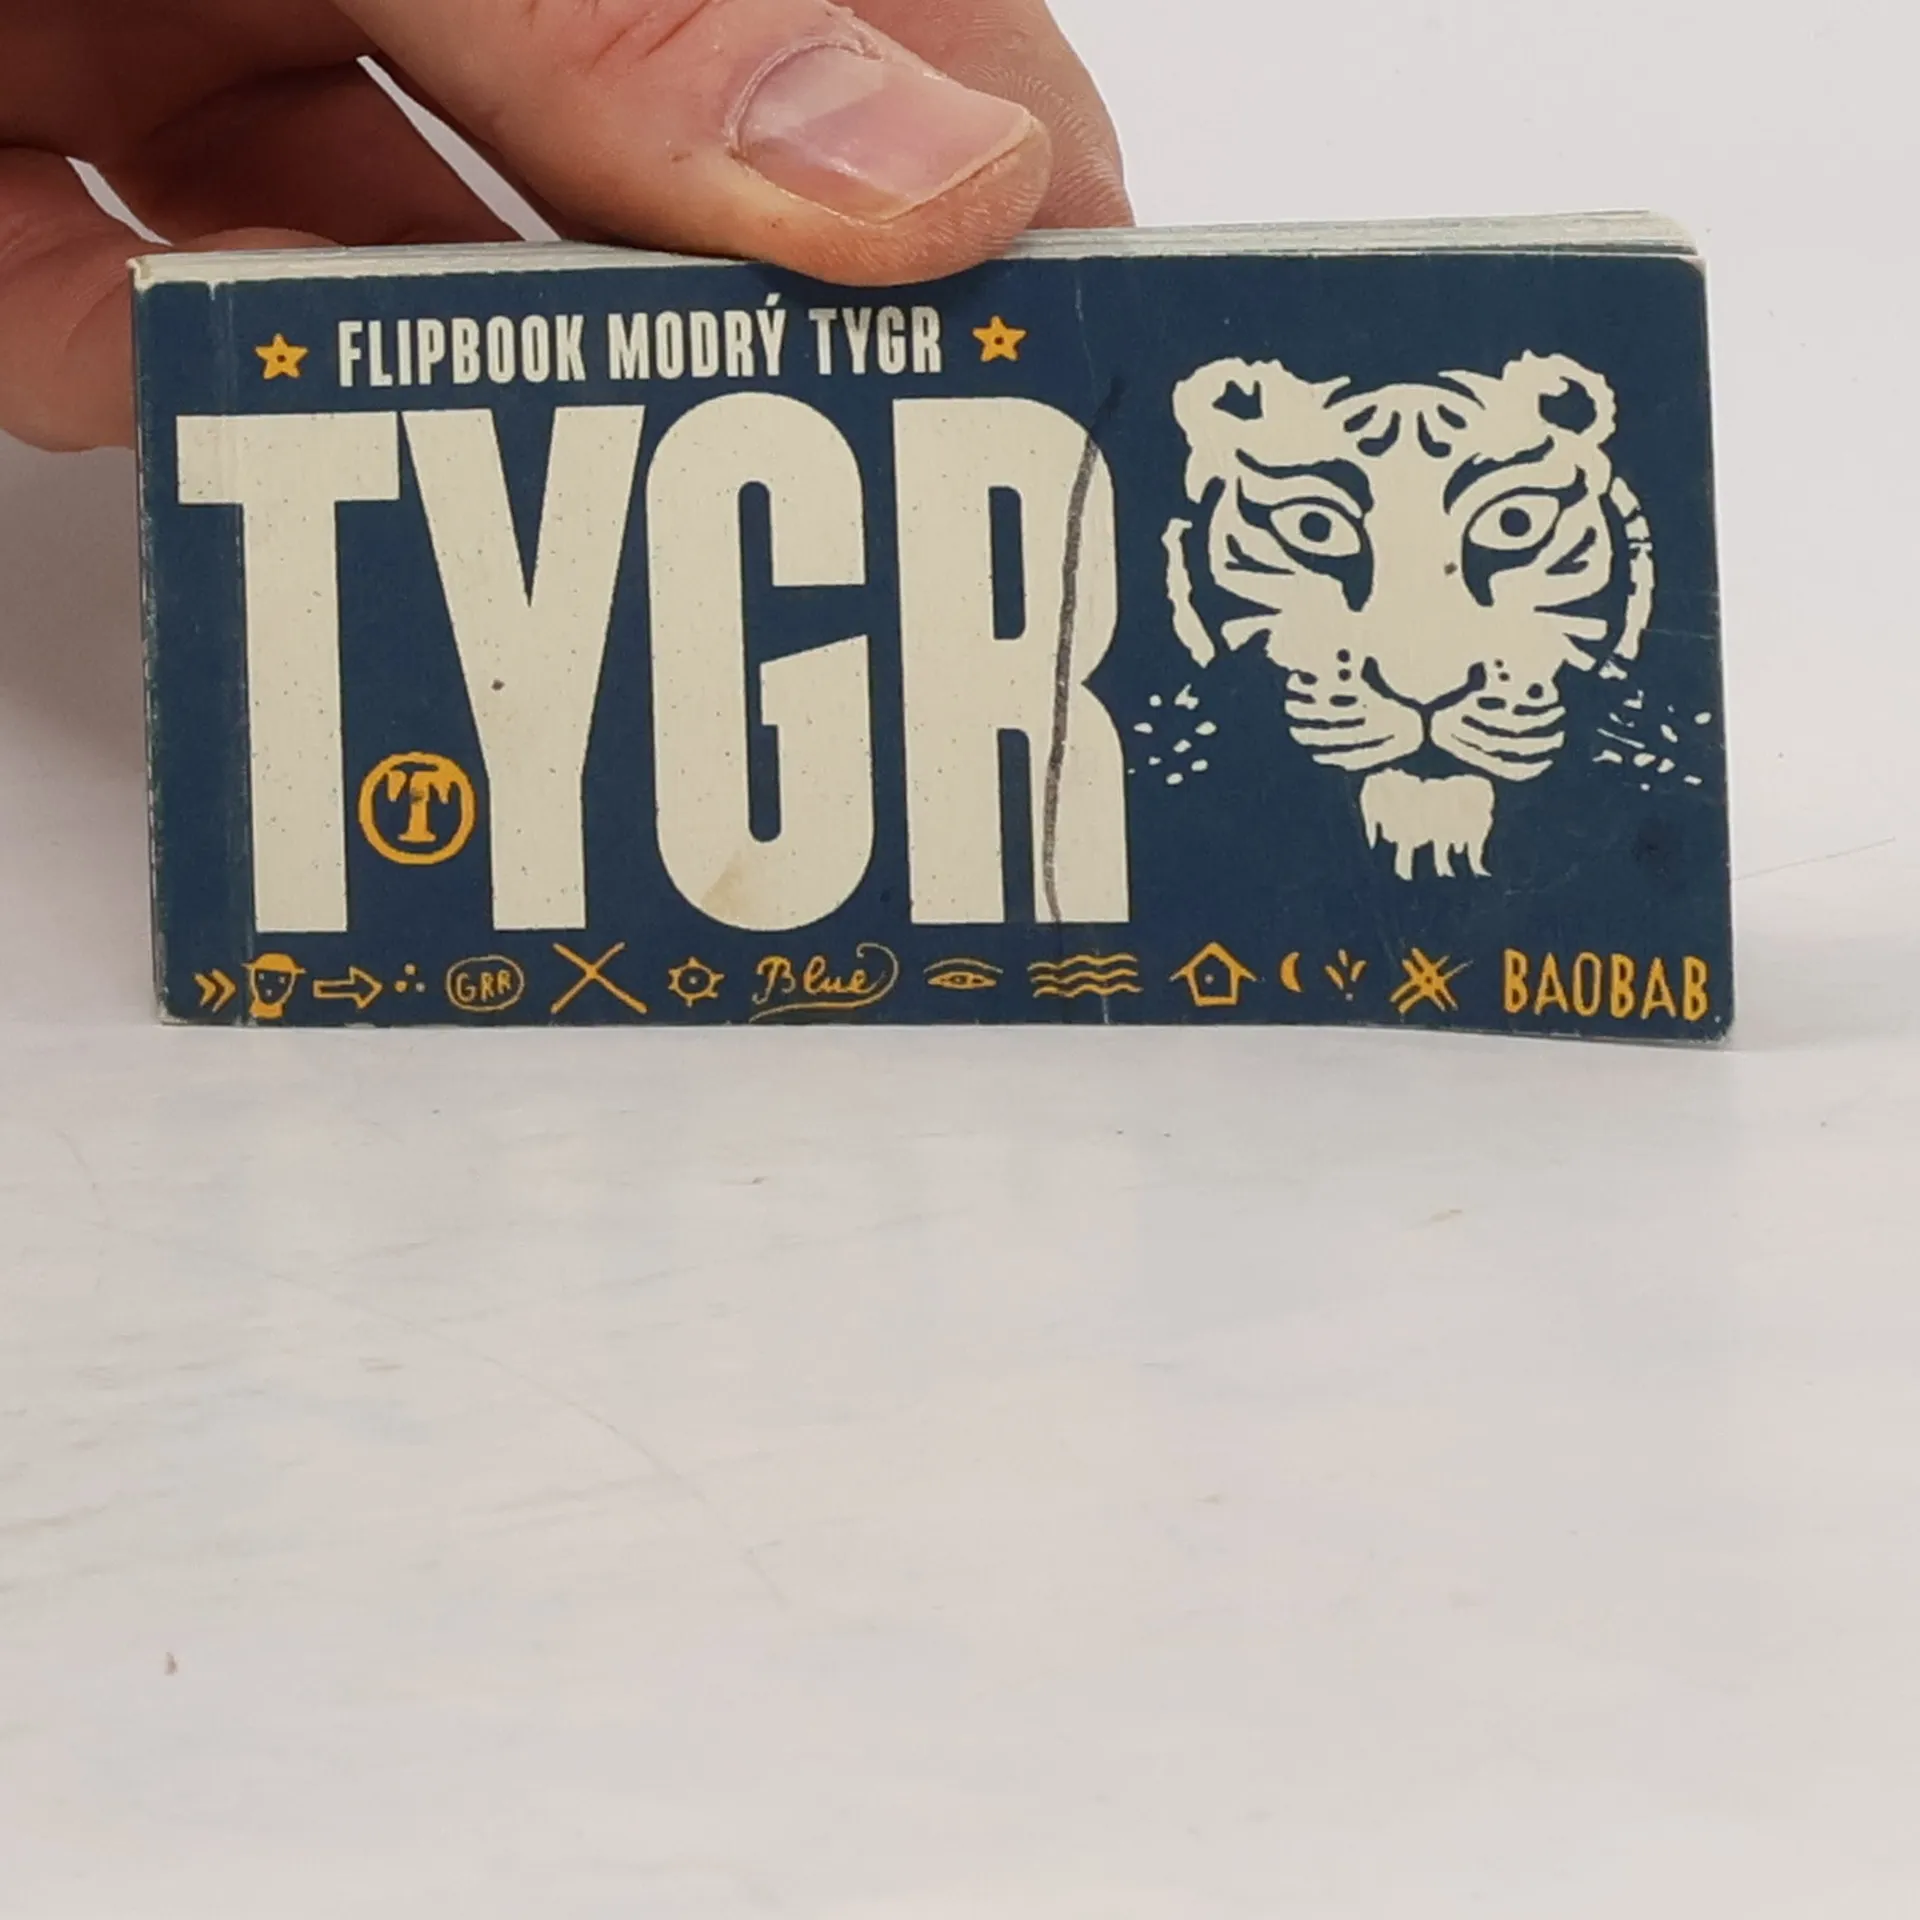 FLIPBOOK MODRÝ TYGR
TYGR
T
GRR Blue BAOBAB